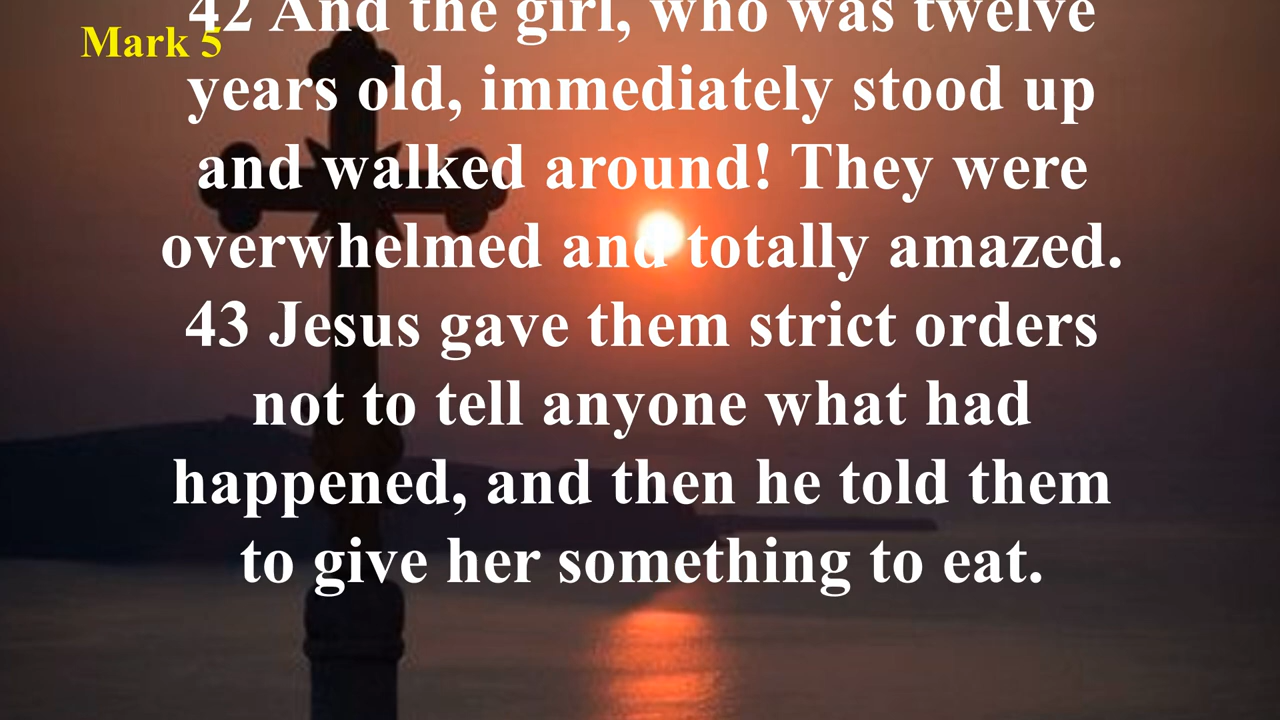 Mark 5
42 And the girl, who was twelve
years old, immediately stood up
and walked around! They were
overwhelmed and totally amazed.
43 Jesus gave them strict orders
not to tell anyone what had
happened, and then he told them
to give her something to eat.